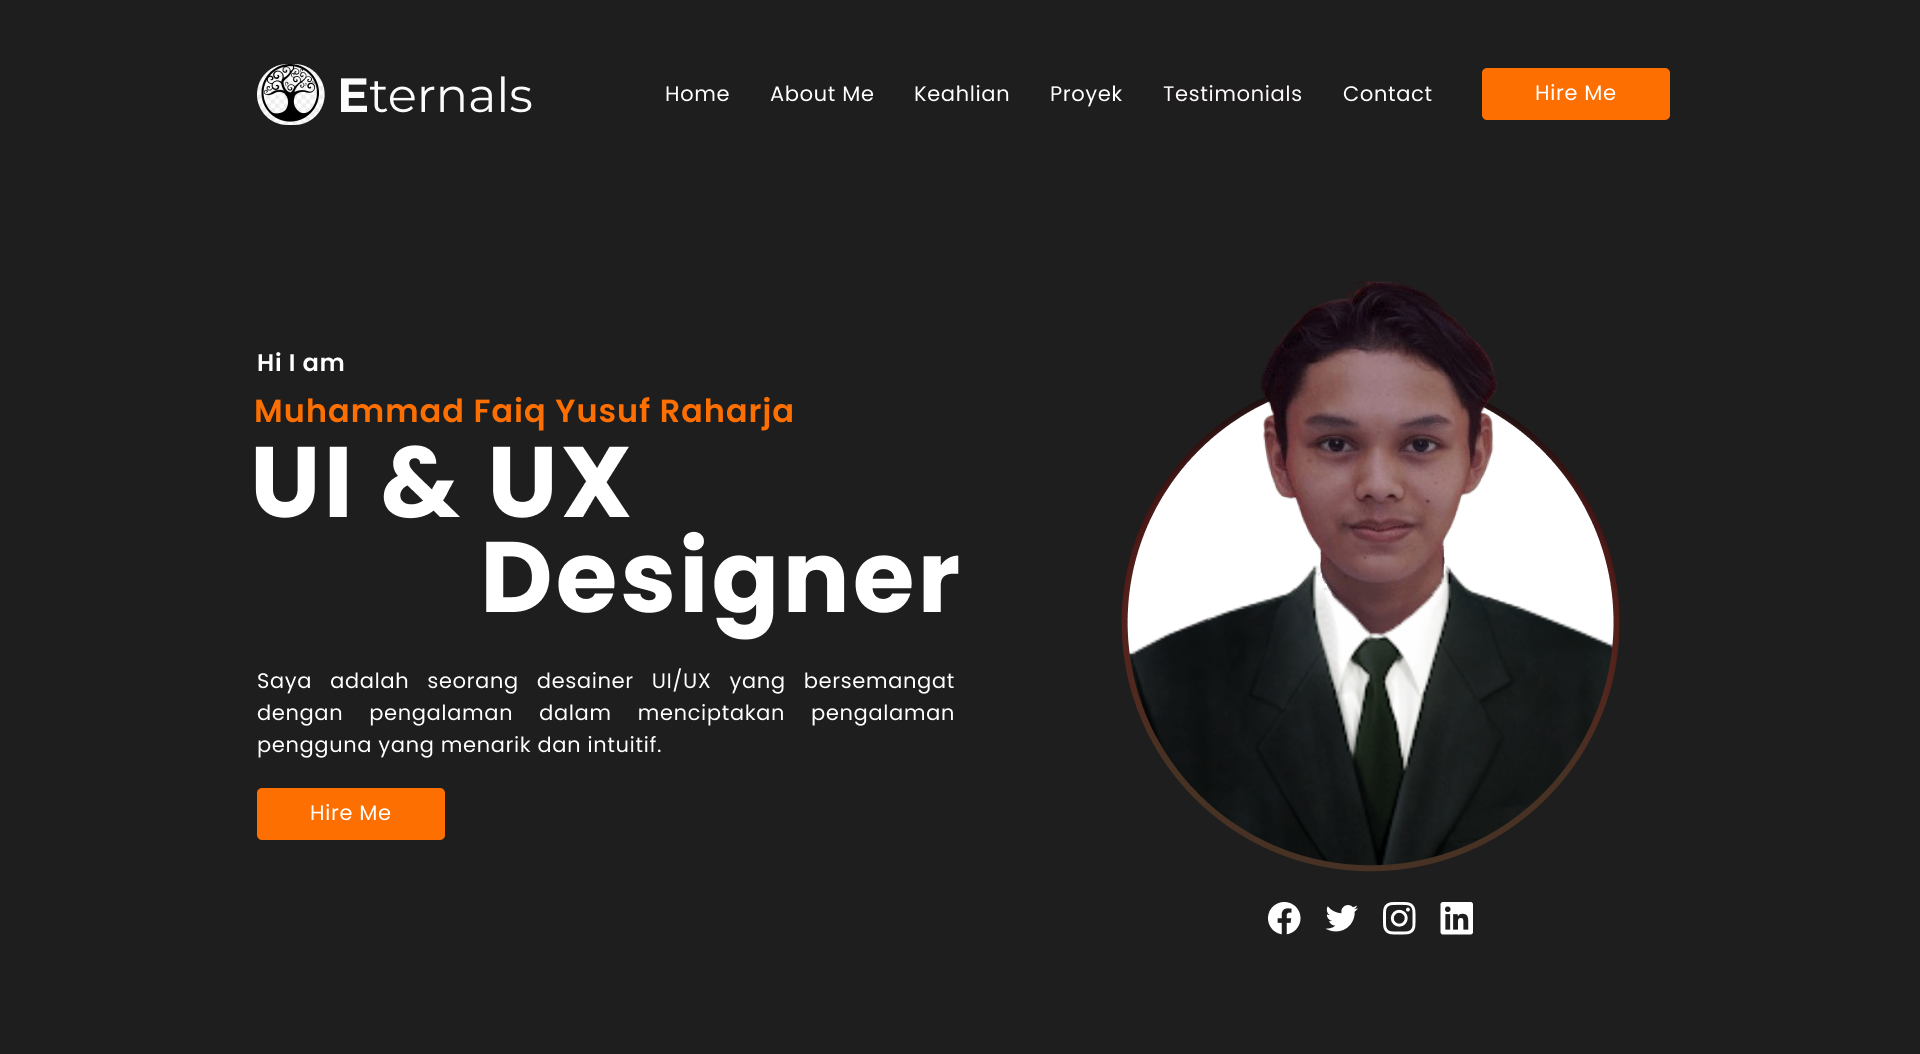 Eternals
Home
About Me
Keahlian
Proyek
Testimonials
Contact
Hire Me
Hi I am
Muhammad Faiq Yusuf Raharja
UI & UX
Designer
Saya adalah seorang desainer UI/UX yang bersemangat
dengan pengalaman dalam menciptakan pengalaman
pengguna yang menarik dan intuitif.
Hire Me